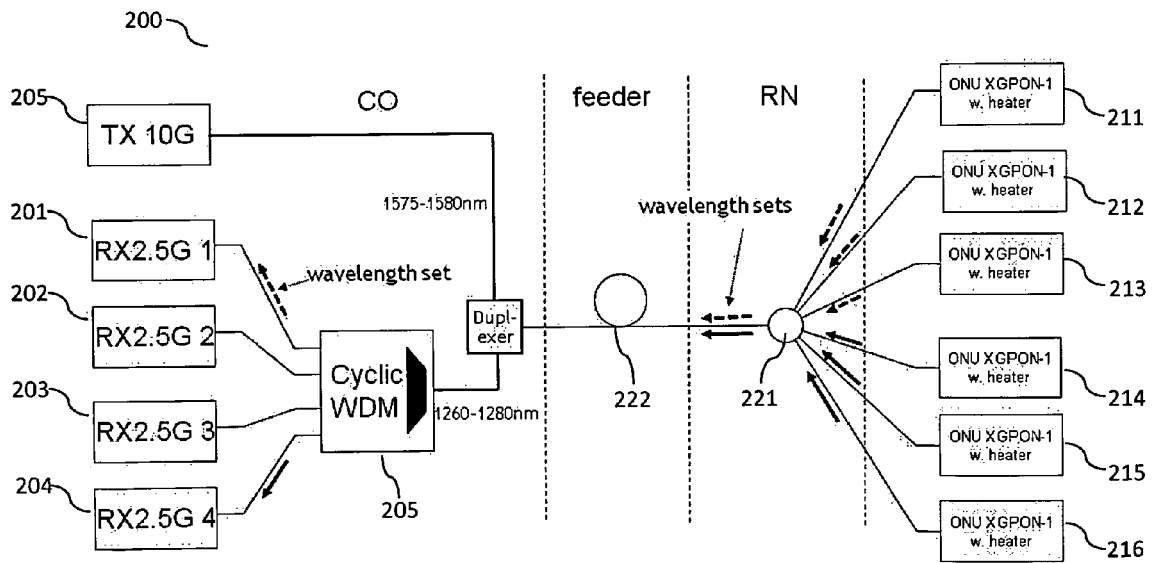 200
205
TX 10G
CO
feeder
RN
1575-1580nm
201
RX2.5G 1
wavelength set
202
RX2.5G 2
203
RX2.5G 3
204
RX2.5G 4
Cyclic
WDM
205
1260-1280nm
Dupl-
exer
222
wavelength sets
221
ONU XGPON-1
w. heater
211
ONU XGPON-1
w. heater
212
ONU XGPON-1
w. heater
213
ONU XGPON-1
w. heater
214
ONU XGPON-1
w. heater
215
ONU XGPON-1
w. heater
216